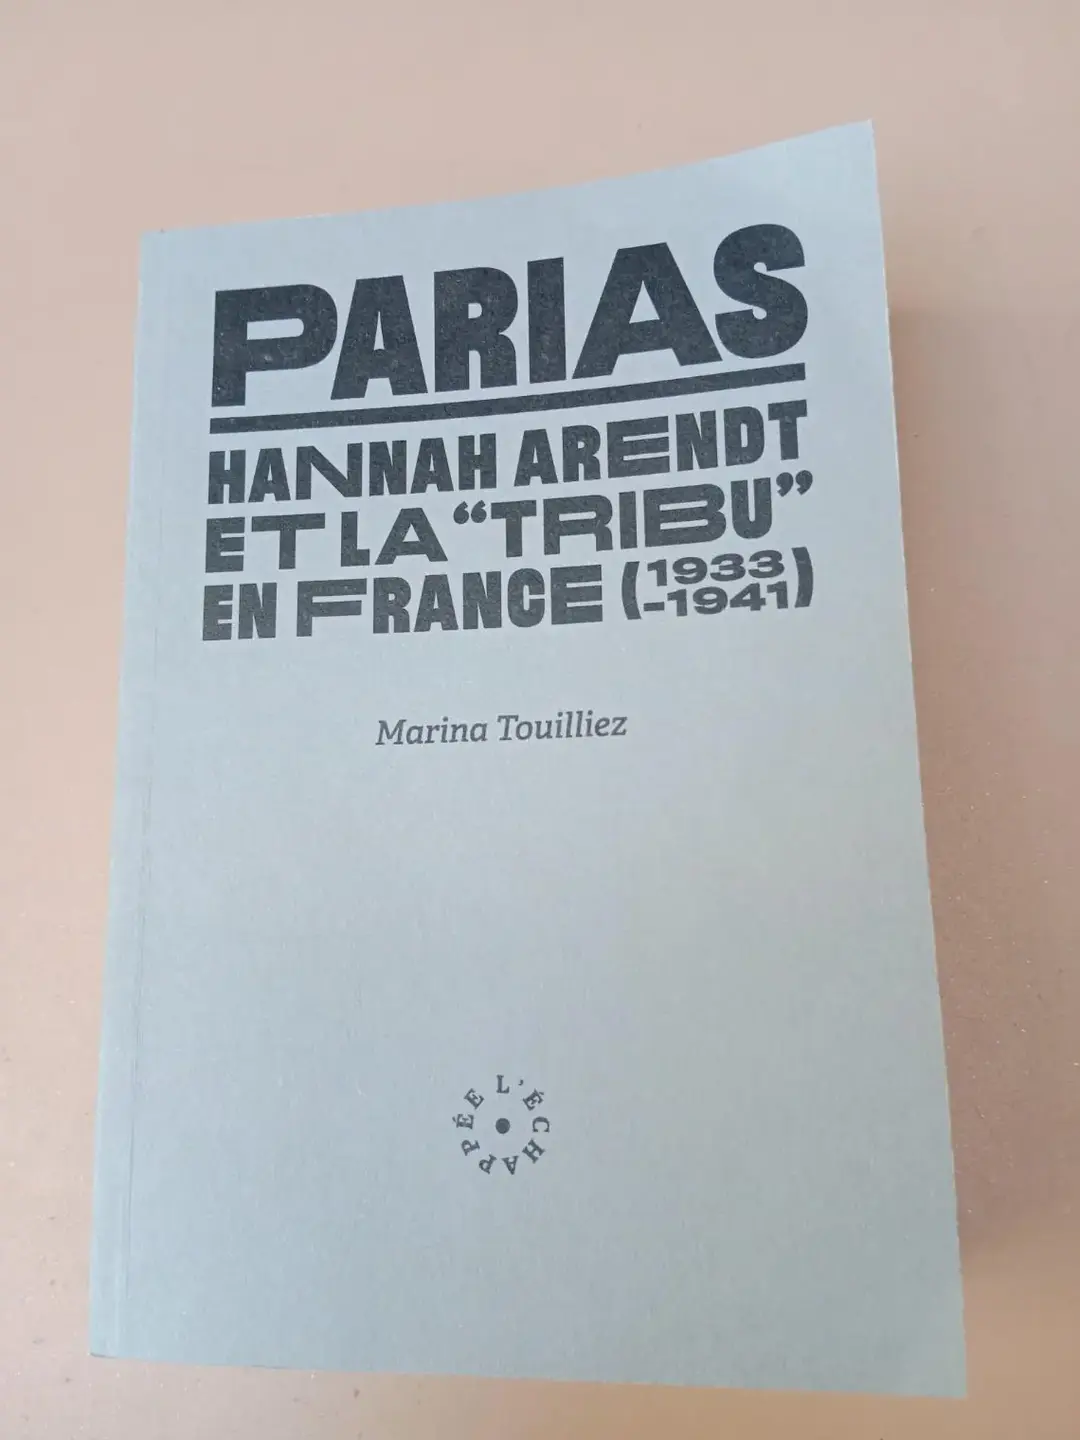 PARIAS
HANNAH ARENDT
ET LA “TRIBU”
EN FRANCE (1933
-1941)
Marina Touilliez
L'ÉCHAPPÉE